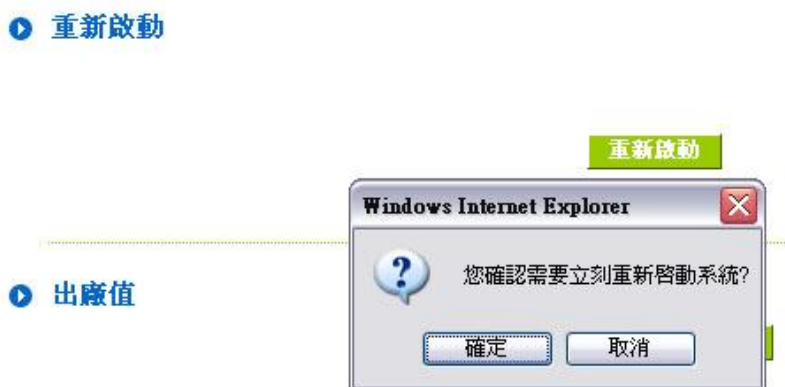 重新啟動
重新啟動
Windows Internet Explorer
您確認需要立刻重新啓動系統?
出廠值
確定
取消